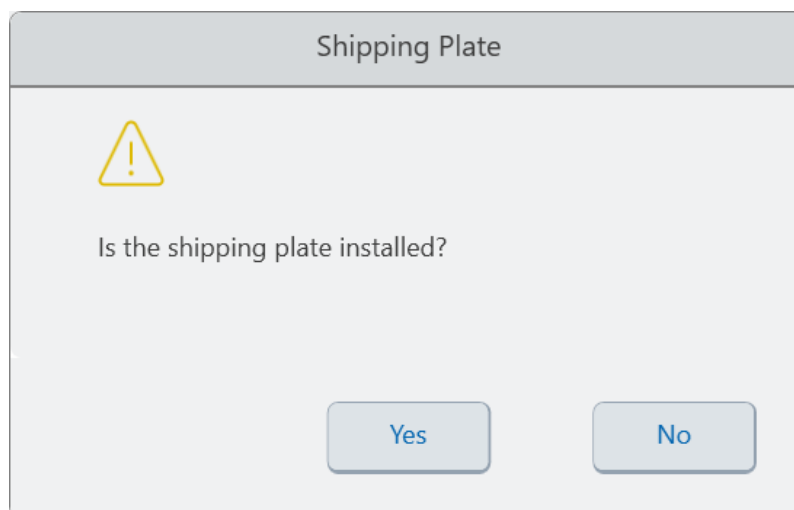 Shipping Plate
Is the shipping plate installed?
Yes
No